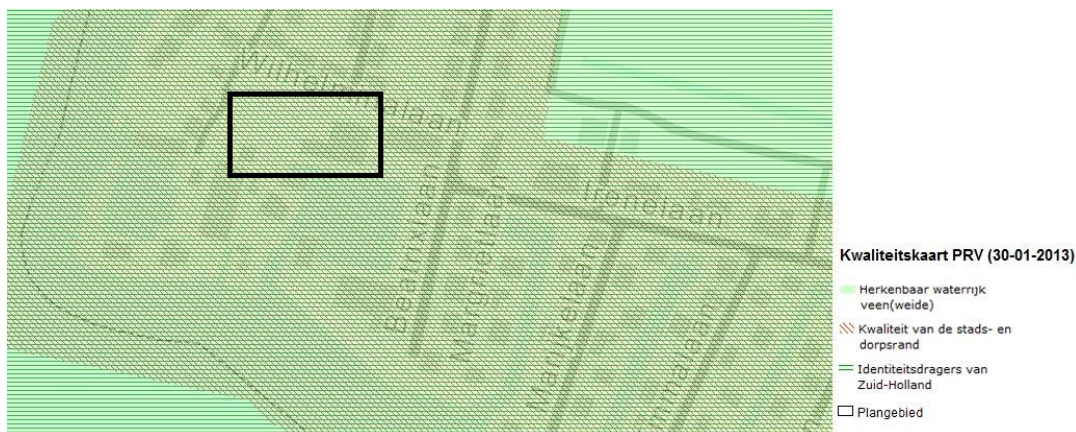 Wilhelminalaan
Irenelaan
Beatrixlaan
Margrietlaan
Marijkelaan
Kwaliteitskaart PRV (30-01-2013)
Herkenbaar waterrijk
veen(weide)
Kwaliteit van de stads- en
dorpsrand
Identiteitsdragers van
Zuid-Holland
Plangebied